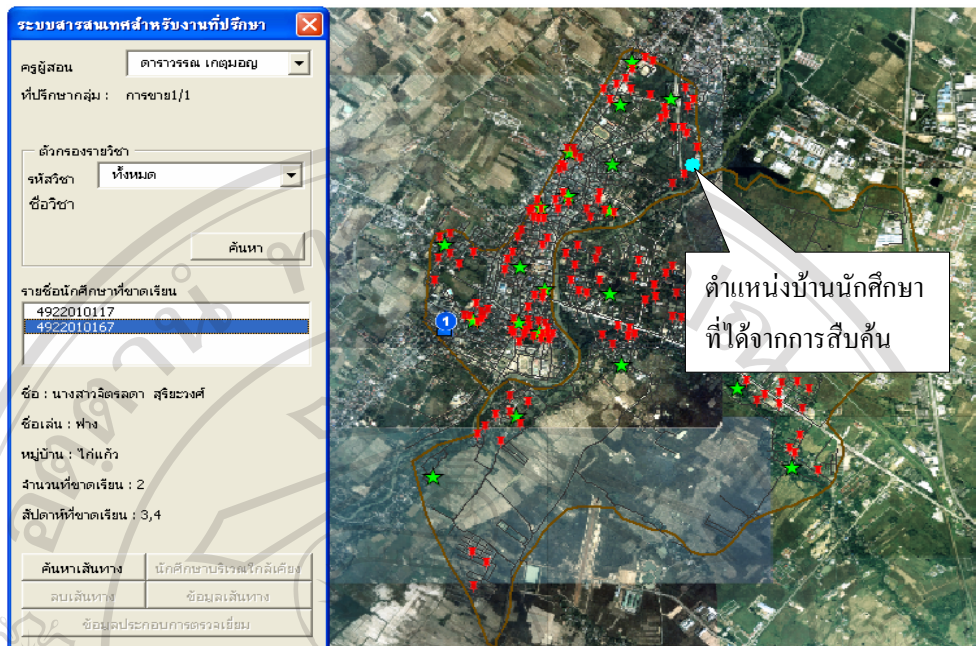 ระบบสารสนเทศสำหรับงานที่ปรึกษา
ครูผู้สอน ดาราวรรณ เกตุมอญ
ที่ปรึกษากลุ่ม : การขาย1/1
ตัวกรองรายวิชา
รหัสวิชา ทั้งหมด
ชื่อวิชา
ค้นหา
รายชื่อนักศึกษาที่ขาดเรียน
4922010117
4922010167
ชื่อ : นางสาวจิตรลดา สุริยะวงศ์
ชื่อเล่น : ฟาง
หมู่บ้าน : ไก่แก้ว
จำนวนที่ขาดเรียน : 2
สัปดาห์ที่ขาดเรียน : 3,4
ค้นหาเส้นทาง นักศึกษาบริเวณใกล้เคียง
ลบเส้นทาง ข้อมูลเส้นทาง
ข้อมูลประกอบการตรวจเยี่ยม
1
ตำแหน่งบ้านนักศึกษา
ที่ได้จากการสืบค้น